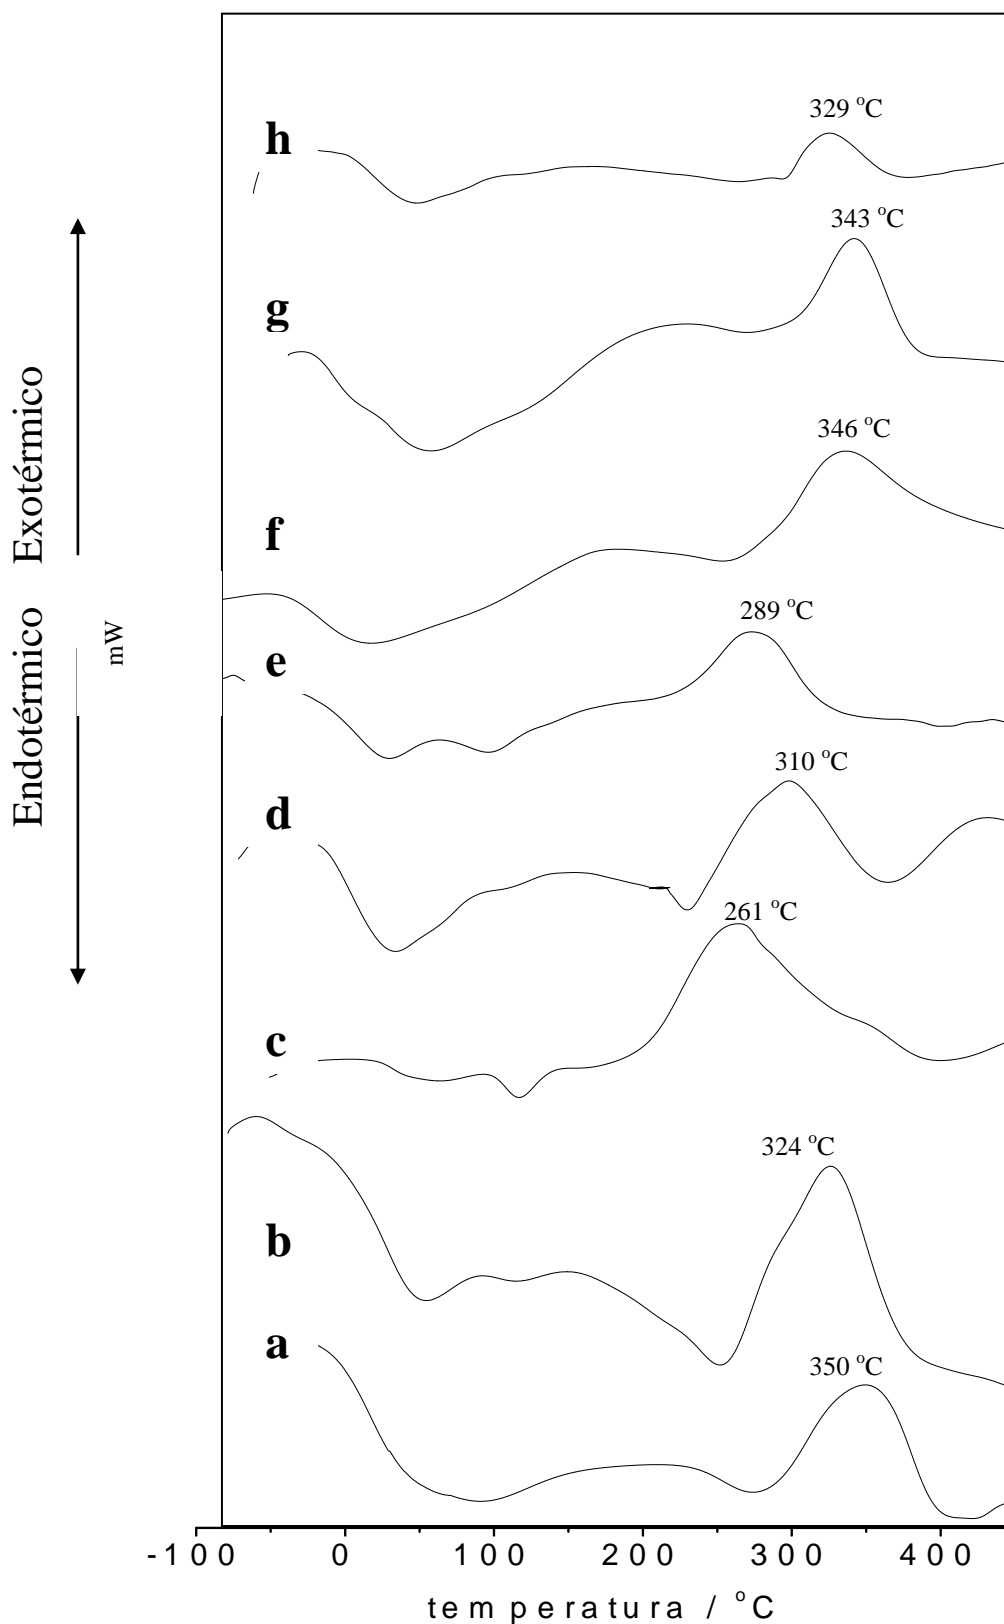 329 °C
h
343 °C
g
Exotérmico
346 °C
f
289 °C
Endotérmico
mW
e
310 °C
d
261 °C
c
324 °C
b
350 °C
a
-100 0 100 200 300 400
temperatura / °C